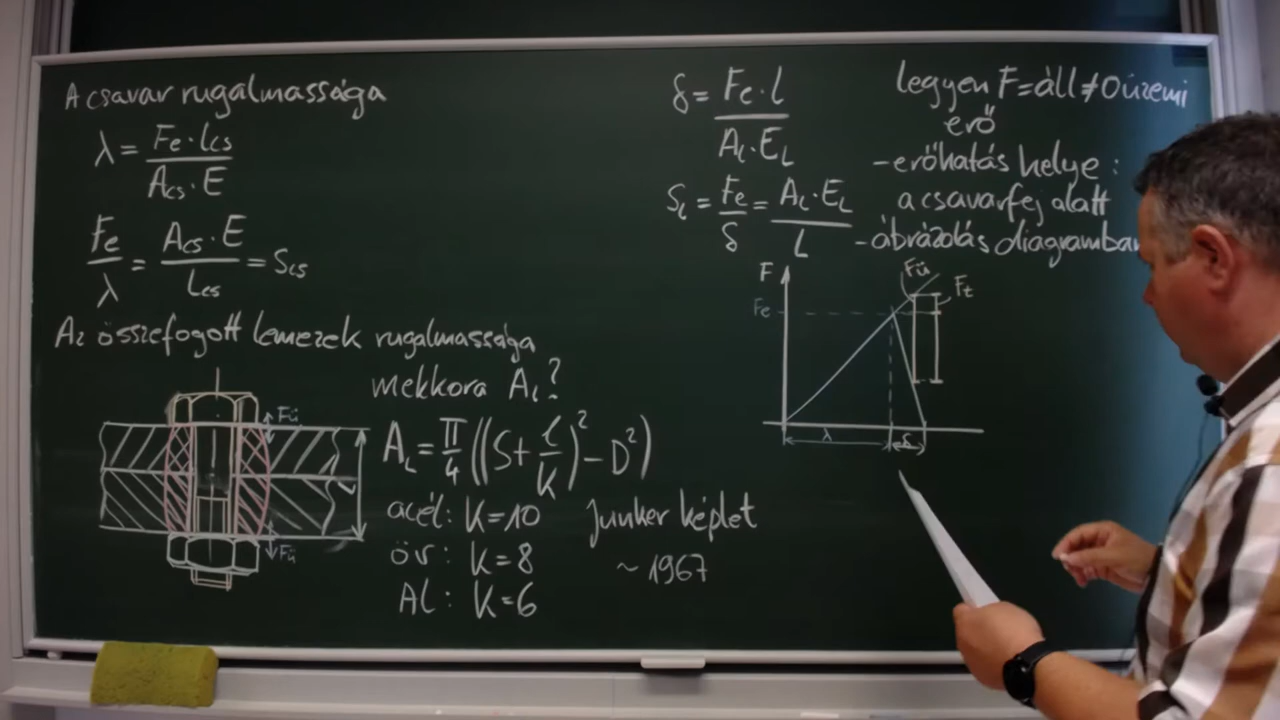 A csavar rugalmassága
λ = Fe·lcs / Acs·E
Fe / λ = Acs·E / Lcs = Scs
Az összefogott lemezek rugalmassága
mekkora AL?
AL = π/4 ((S + l/K)² - D²)
acél: K=10
öv: K=8
Al: K=6
Junker képlet
~1967
Fü
L
Fü
δ = Fe·l / AL·EL
SL = Fe / δ = AL·EL / L
legyen F=áll≠0 üzemi
erő
-erőhatás helye:
a csavarfej alatt
-ábrázolás diagramban
F
Fe
Fü
Fz
λ
δ